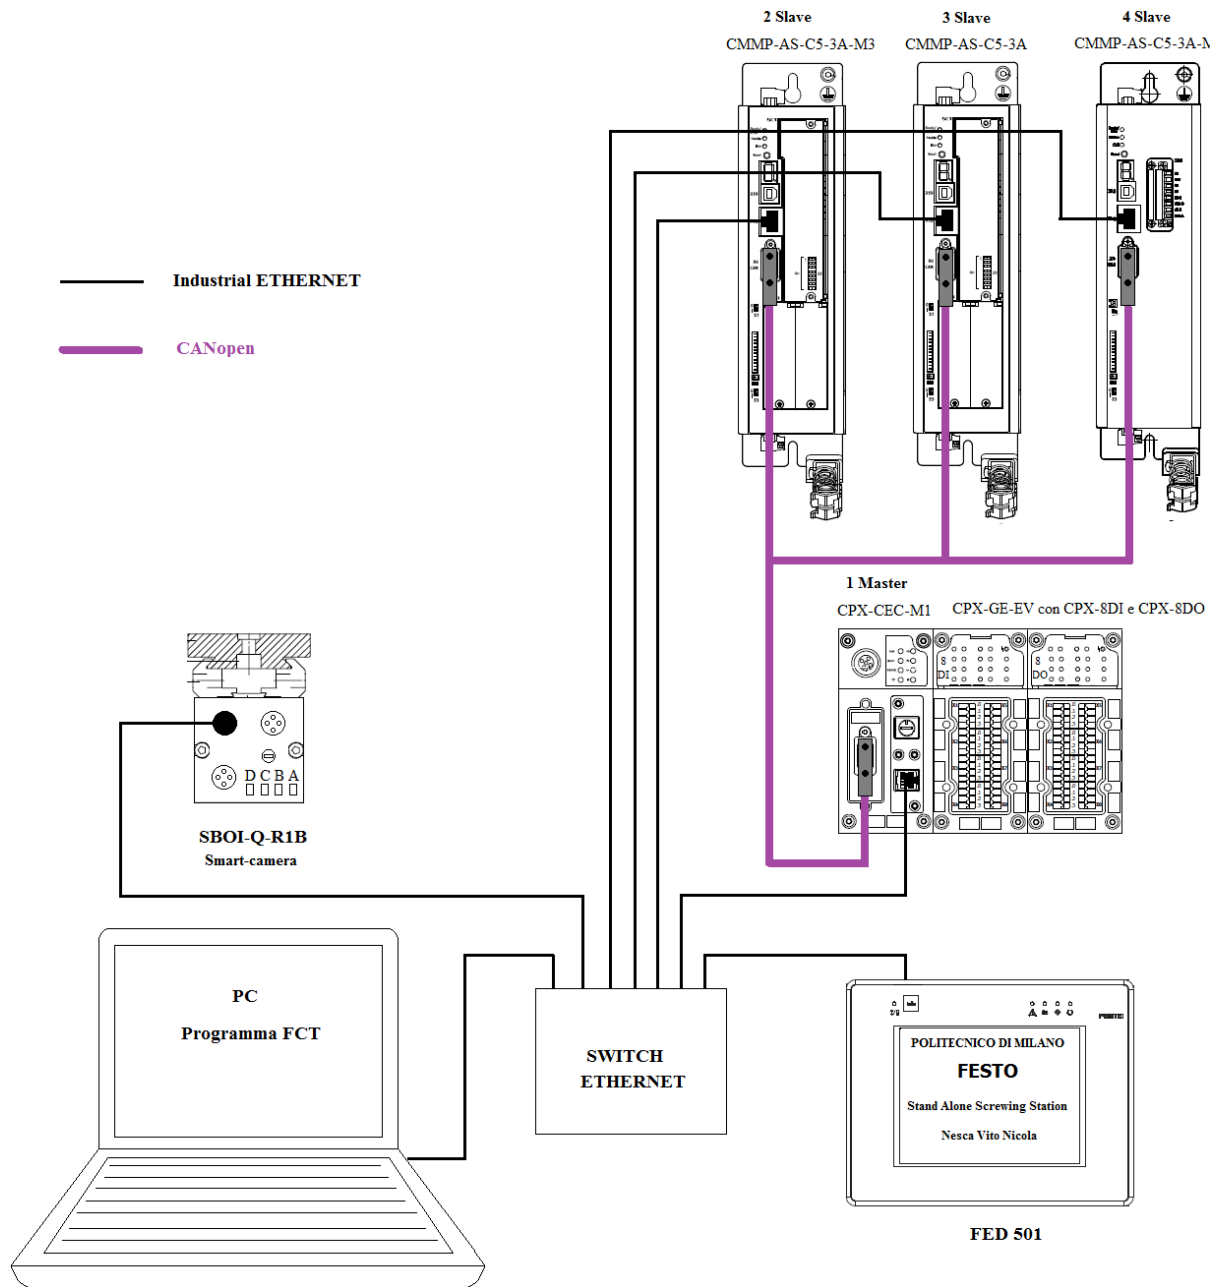 2 Slave
3 Slave
4 Slave
CMMP-AS-C5-3A-M3
CMMP-AS-C5-3A
CMMP-AS-C5-3A-M
Industrial ETHERNET
CANopen
1 Master
CPX-CEC-M1
CPX-GE-EV con CPX-8DI e CPX-8DO
8
DI
8
DO
D C B A
SBOI-Q-R1B
Smart-camera
PC
Programma FCT
SWITCH
ETHERNET
POLITECNICO DI MILANO
FESTO
Stand Alone Screwing Station
Nesca Vito Nicola
FESTO
FED 501